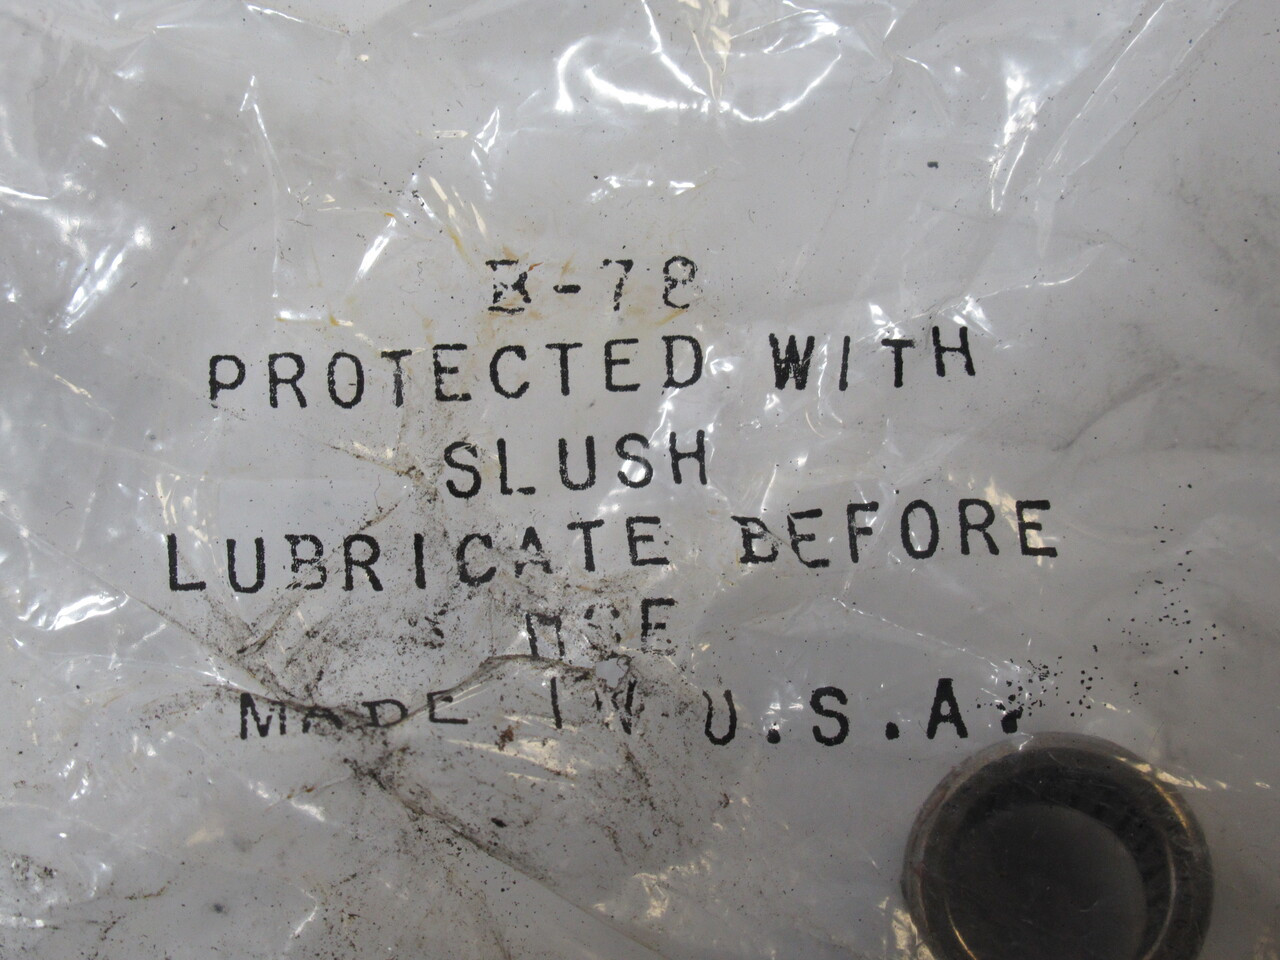 B-78
PROTECTED WITH
SLUSH
LUBRICATE BEFORE
USE
MADE IN U.S.A.